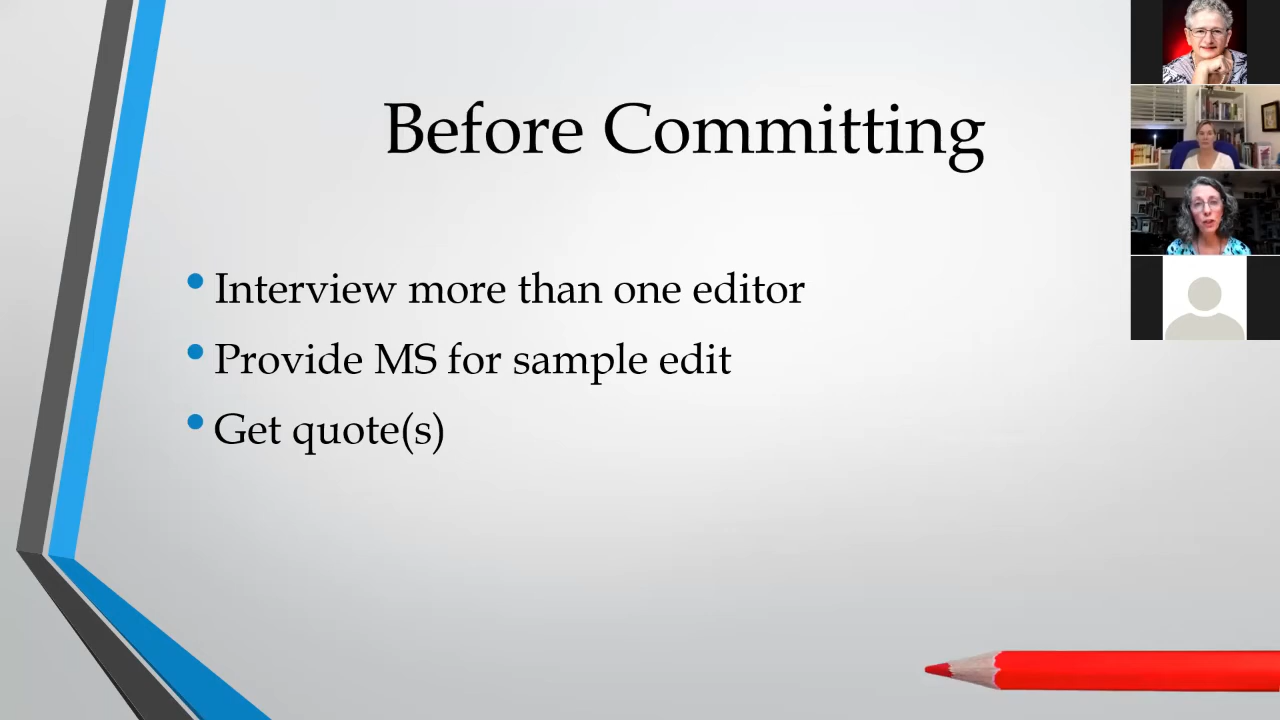 Before Committing
• Interview more than one editor
• Provide MS for sample edit
• Get quote(s)